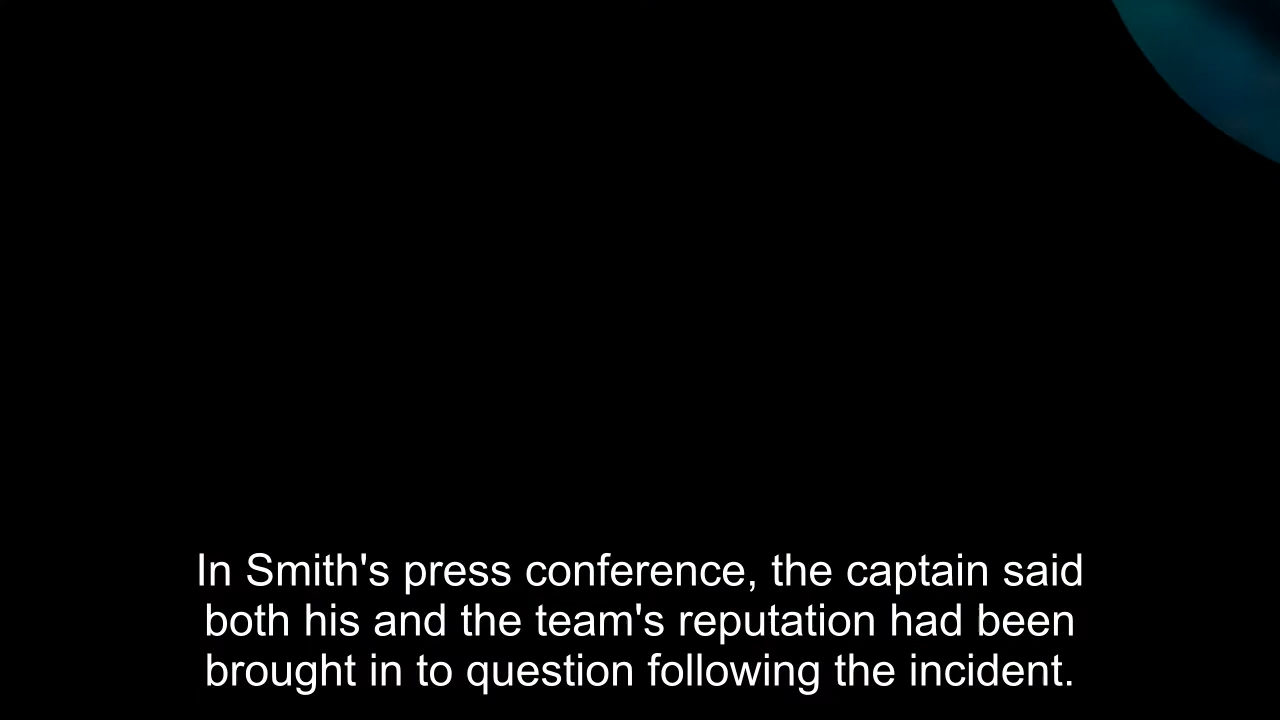 In Smith's press conference, the captain said
both his and the team's reputation had been
brought in to question following the incident.